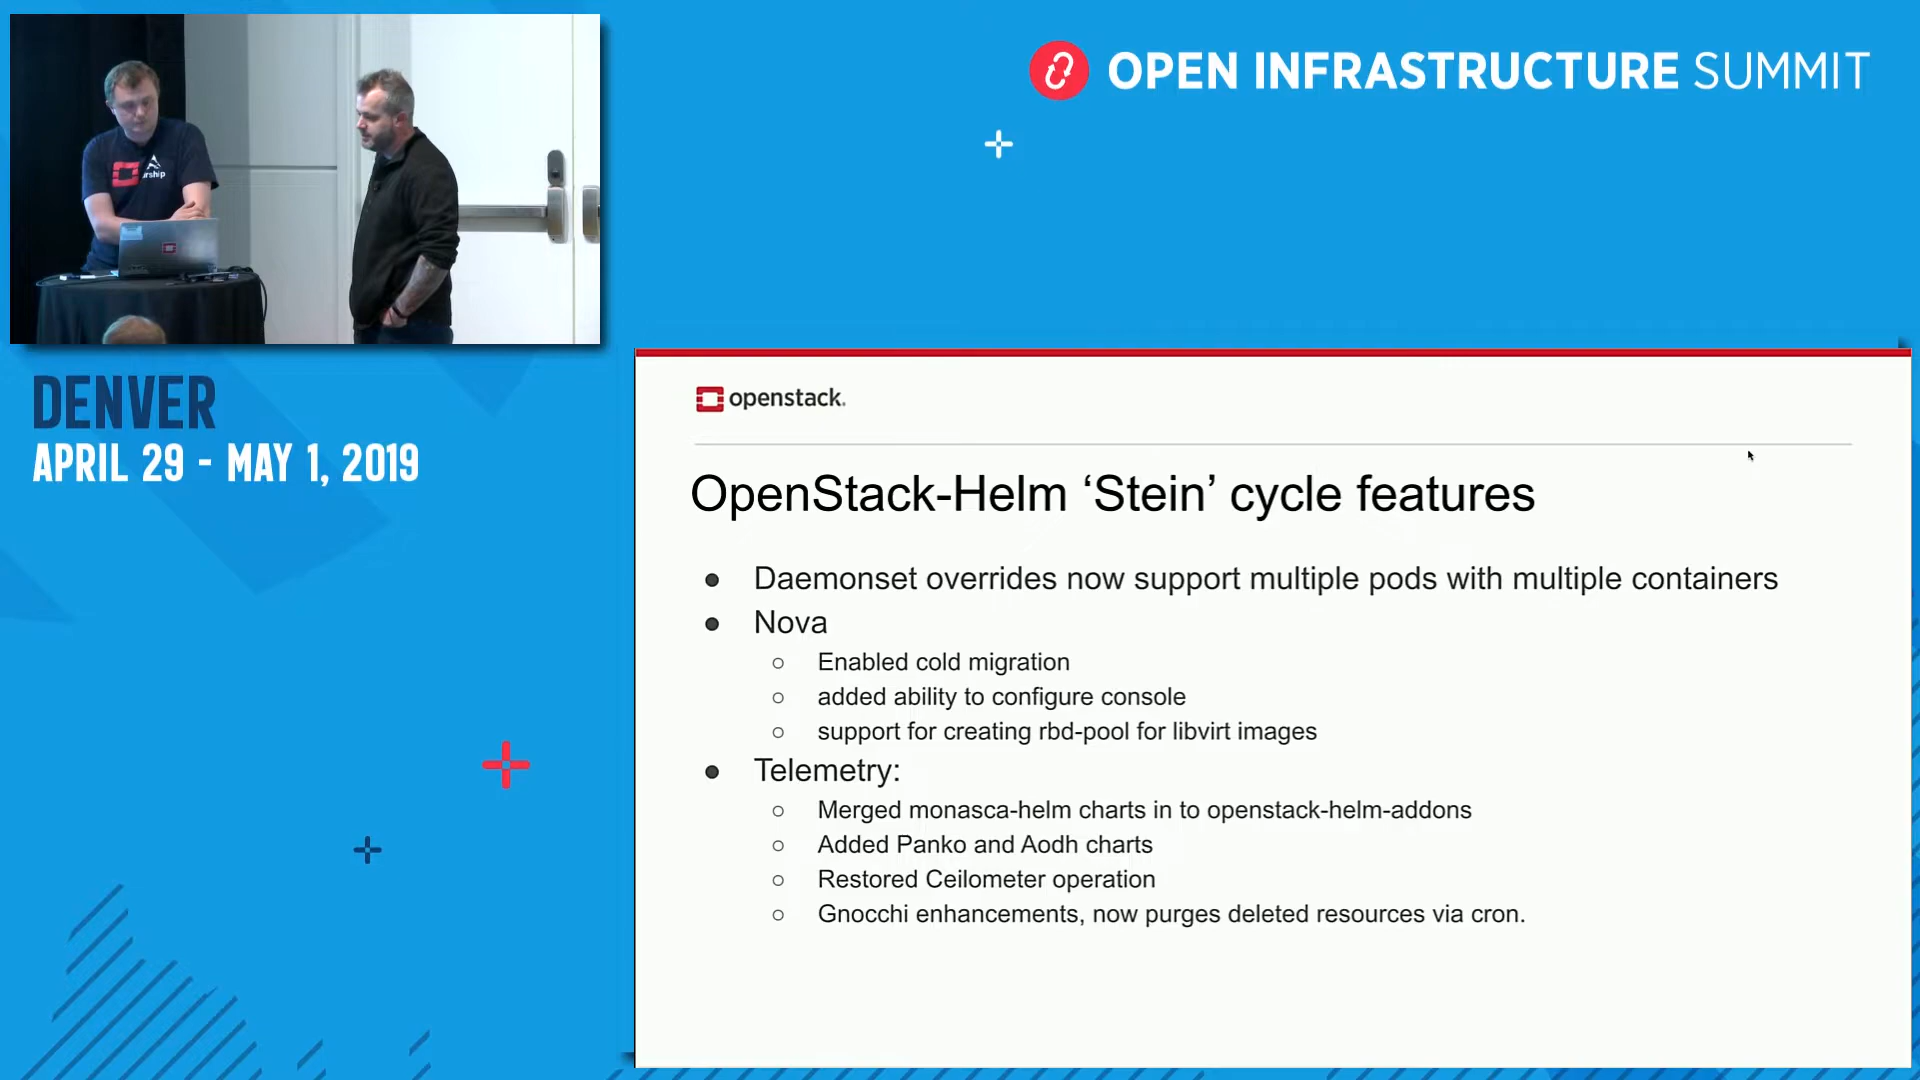 OPEN INFRASTRUCTURE SUMMIT
DENVER
APRIL 29 - MAY 1, 2019
openstack.
OpenStack-Helm ‘Stein’ cycle features
● Daemonset overrides now support multiple pods with multiple containers
● Nova
○ Enabled cold migration
○ added ability to configure console
○ support for creating rbd-pool for libvirt images
● Telemetry:
○ Merged monasca-helm charts in to openstack-helm-addons
○ Added Panko and Aodh charts
○ Restored Ceilometer operation
○ Gnocchi enhancements, now purges deleted resources via cron.